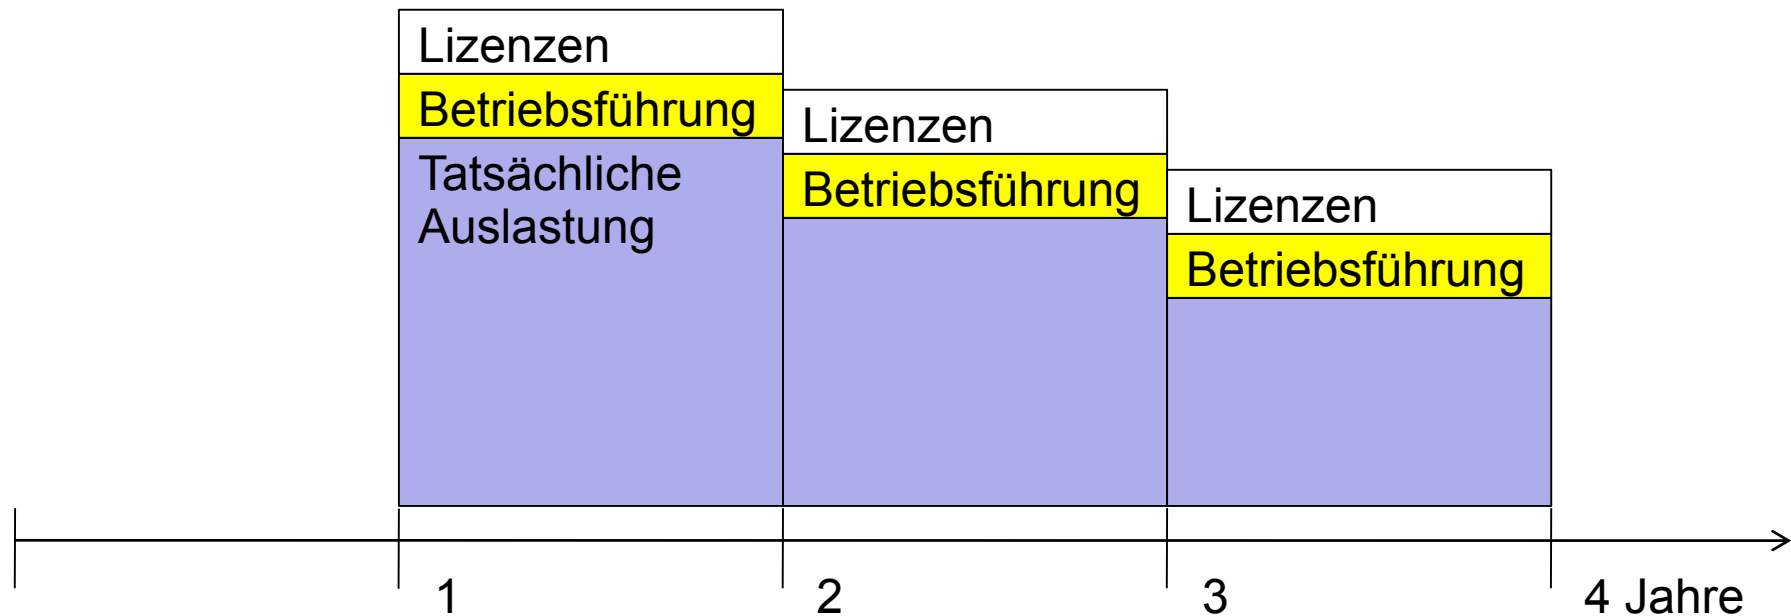 Lizenzen
Betriebsführung
Tatsächliche
Auslastung
Lizenzen
Betriebsführung
Lizenzen
Betriebsführung
1
2
3
4 Jahre